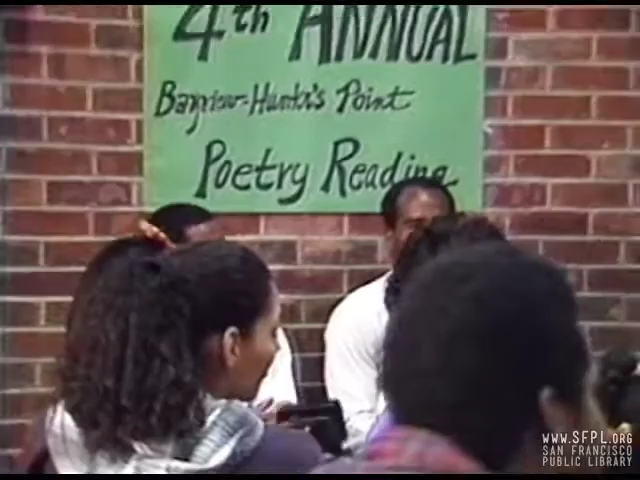 4th ANNUAL
Bayview-Hunter's Point
Poetry Reading
WWW.SFPL.ORG
SAN FRANCISCO
PUBLIC LIBRARY